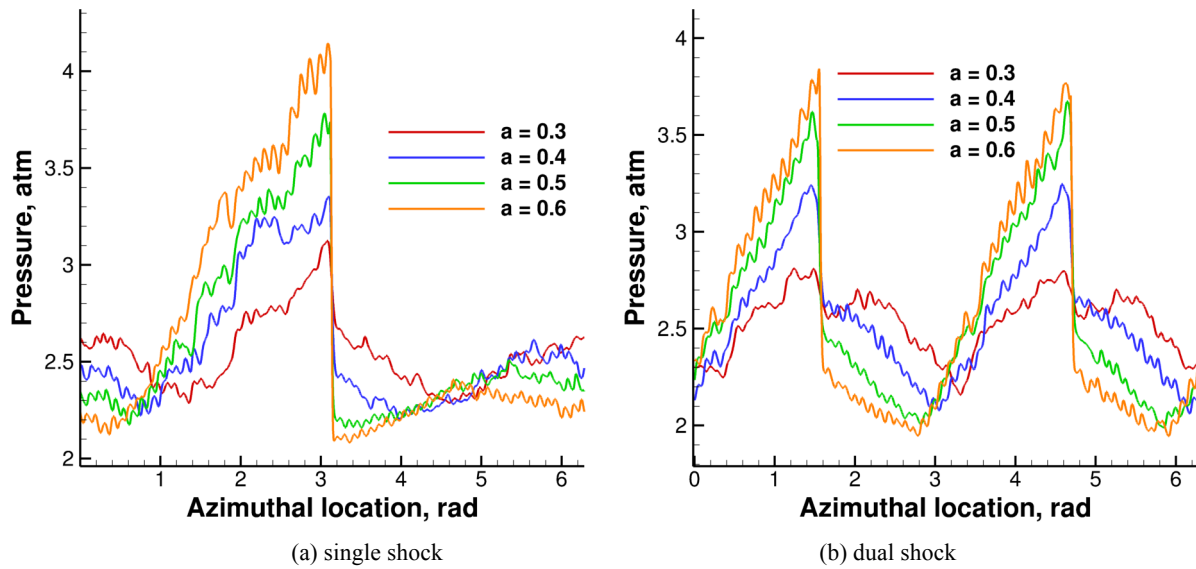 Pressure, atm
4
3.5
3
2.5
2
1 2 3 4 5 6
Azimuthal location, rad
a = 0.3
a = 0.4
a = 0.5
a = 0.6
(a) single shock
Pressure, atm
4
3.5
3
2.5
2
0 1 2 3 4 5 6
Azimuthal location, rad
a = 0.3
a = 0.4
a = 0.5
a = 0.6
(b) dual shock